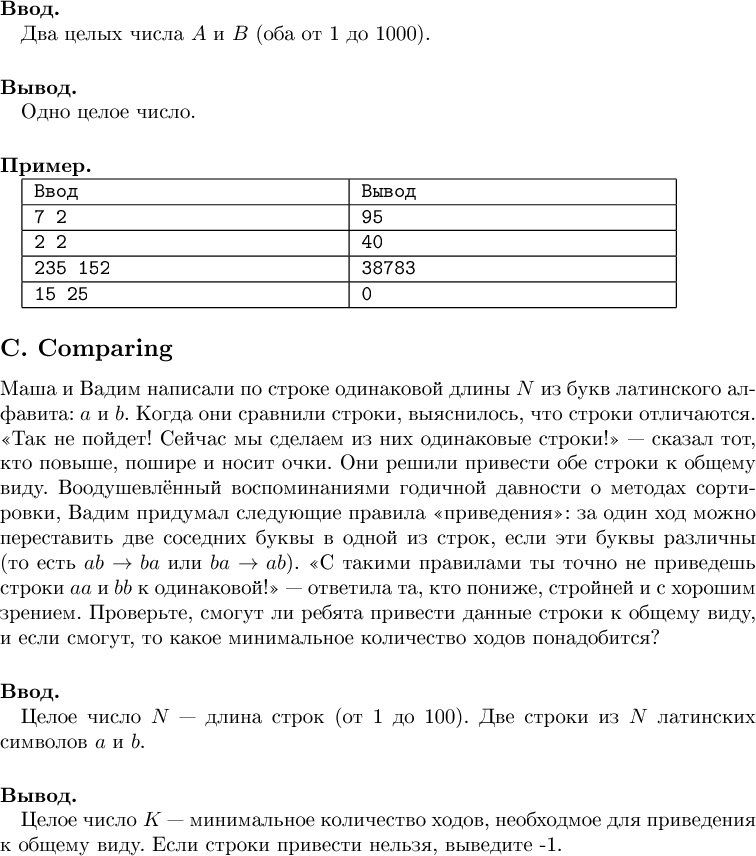 Ввод.
Два целых числа A и B (оба от 1 до 1000).
Вывод.
Одно целое число.
Пример.
Ввод Вывод
7 2 95
2 2 40
235 152 38783
15 25 0
C. Comparing
Маша и Вадим написали по строке одинаковой длины N из букв латинского ал-
фавита: a и b. Когда они сравнили строки, выяснилось, что строки отличаются.
«Так не пойдет! Сейчас мы сделаем из них одинаковые строки!» — сказал тот,
кто повыше, пошире и носит очки. Они решили привести обе строки к общему
виду. Воодушевлённый воспоминаниями годичной давности о методах сорти-
ровки, Вадим придумал следующие правила «приведения»: за один ход можно
переставить две соседних буквы в одной из строк, если эти буквы различны
(то есть ab → ba или ba → ab). «С такими правилами ты точно не приведешь
строки aa и bb к одинаковой!» — ответила та, кто пониже, стройней и с хорошим
зрением. Проверьте, смогут ли ребята привести данные строки к общему виду,
и если смогут, то какое минимальное количество ходов понадобится?
Ввод.
Целое число N — длина строк (от 1 до 100). Две строки из N латинских
символов a и b.
Вывод.
Целое число K — минимальное количество ходов, необходмое для приведения
к общему виду. Если строки привести нельзя, выведите -1.